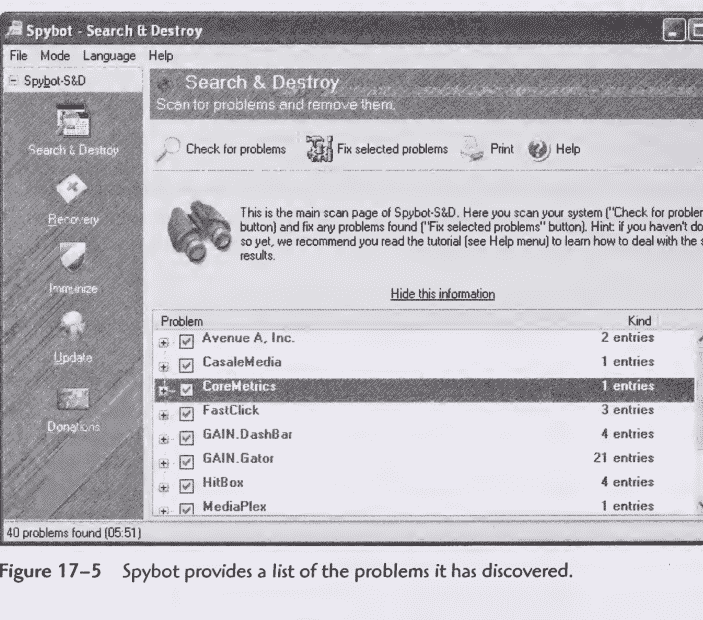 Spybot - Search & Destroy
File Mode Language Help
Spybot-S&D
Search & Destroy
Recovery
Immunize
Update
Donations
Search & Destroy
Scan for problems and remove them.
Check for problems Fix selected problems Print Help
This is the main scan page of Spybot-S&D. Here you scan your system ("Check for
button) and fix any problems found ("Fix selected problems" button). Hint: if you haven't
so yet, we recommend you read the tutorial (see Help menu) to learn how to deal with the
results.
Hide this information
Problem Kind
Avenue A, Inc. 2 entries
CasaleMedia 1 entries
CoreMetrics 1 entries
FastClick 3 entries
GAIN.DashBar 4 entries
GAIN.Gator 21 entries
HitBox 4 entries
MediaPlex 1 entries
40 problems found (05:51)
Figure 17–5 Spybot provides a list of the problems it has discovered.